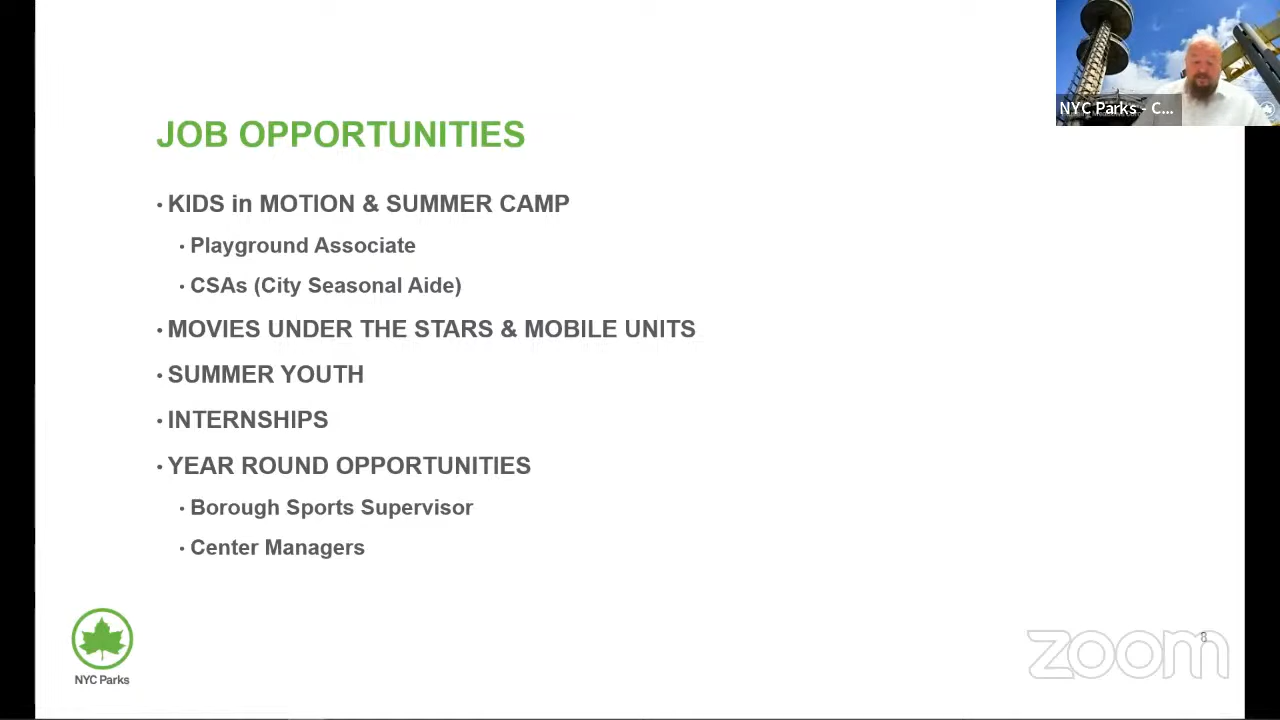 NYC Parks - C...
JOB OPPORTUNITIES
• KIDS in MOTION & SUMMER CAMP
• Playground Associate
• CSAs (City Seasonal Aide)
• MOVIES UNDER THE STARS & MOBILE UNITS
• SUMMER YOUTH
• INTERNSHIPS
• YEAR ROUND OPPORTUNITIES
• Borough Sports Supervisor
• Center Managers
NYC Parks
zoom
8